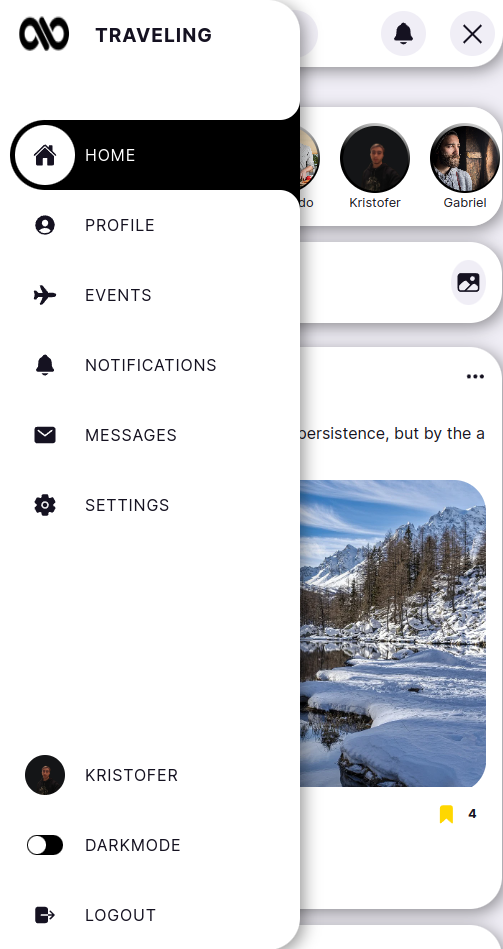 TRAVELING
HOME
PROFILE
EVENTS
NOTIFICATIONS
MESSAGES
SETTINGS
KRISTOFER
DARKMODE
LOGOUT
do
Kristofer
Gabriel
persistence, but by the a
4